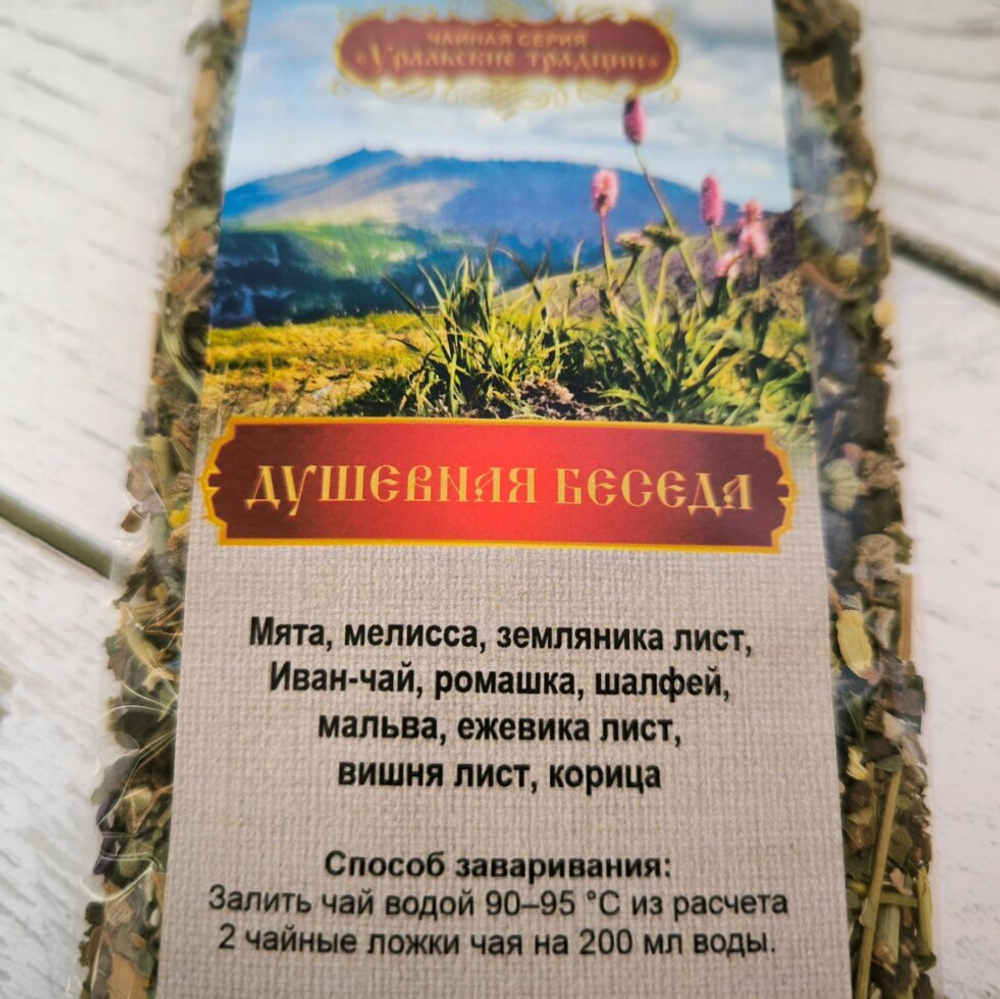 ЧАЙНАЯ СЕРИЯ
«Уральские традиции»
ДУШЕВНАЯ БЕСЕДА
Мята, мелисса, земляника лист,
Иван-чай, ромашка, шалфей,
мальва, ежевика лист,
вишня лист, корица
Способ заваривания:
Залить чай водой 90–95 °С из расчета
2 чайные ложки чая на 200 мл воды.